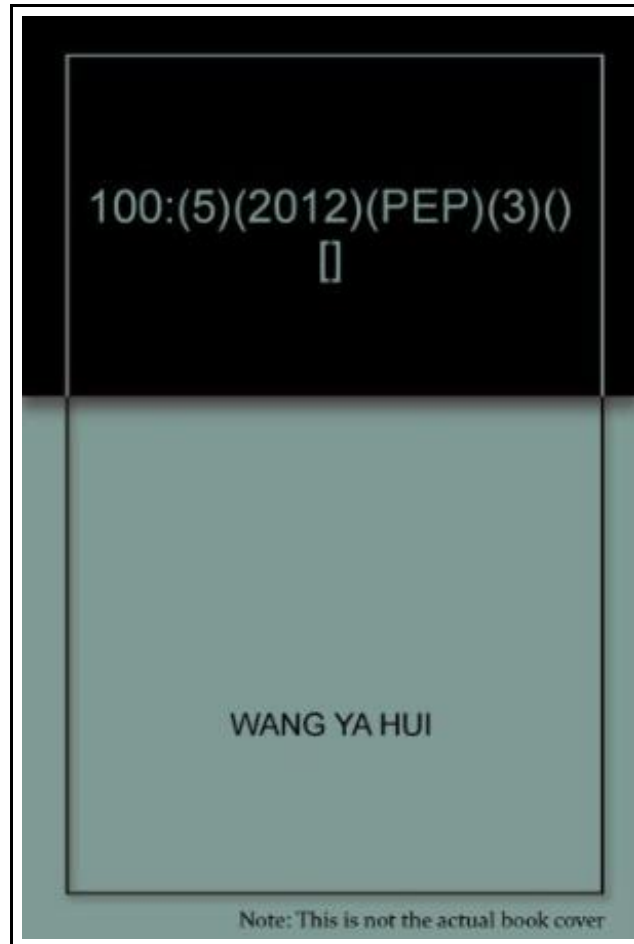 100:(5)(2012)(PEP)(3)()
[]
WANG YA HUI
Note: This is not the actual book cover